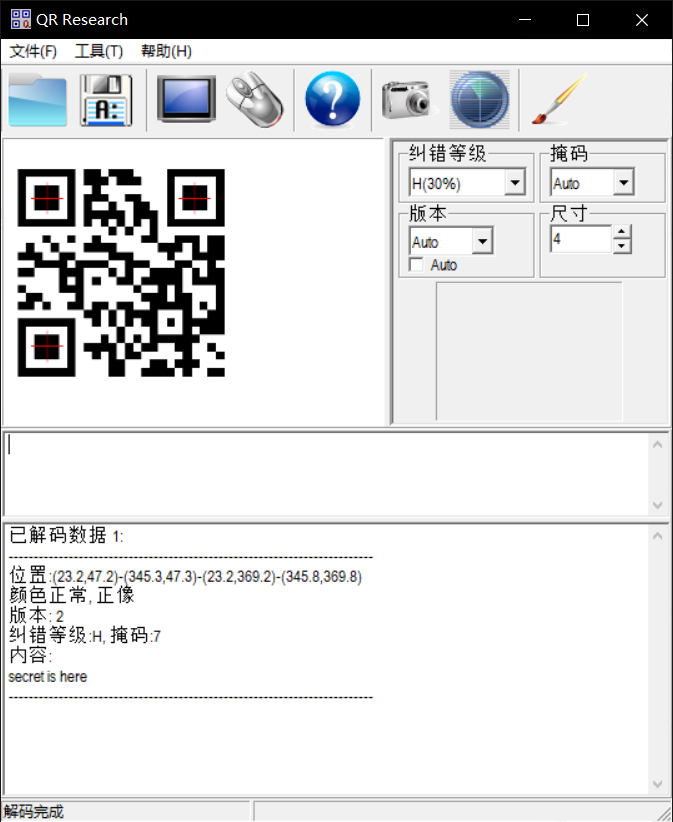 QR Research
文件(F) 工具(T) 帮助(H)
A:
?
纠错等级 掩码
H(30%) Auto
版本 尺寸
Auto 4
Auto
已解码数据 1:
----------------------------------------------------------------------
位置:(23.2,47.2)-(345.3,47.3)-(23.2,369.2)-(345.8,369.8)
颜色正常, 正像
版本: 2
纠错等级:H, 掩码:7
内容:
secret is here
----------------------------------------------------------------------
解码完成